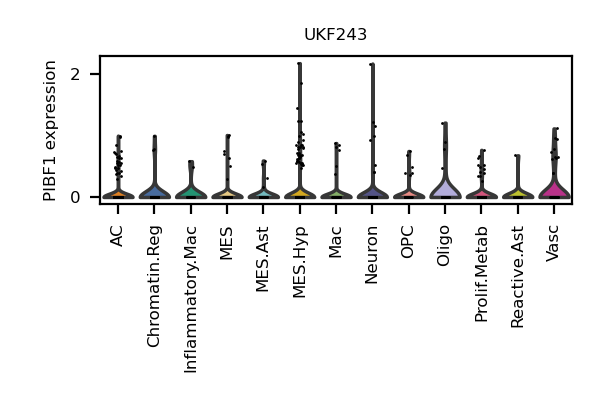 UKF243
PIBF1 expression
2
0
AC
Chromatin.Reg
Inflammatory.Mac
MES
MES.Ast
MES.Hyp
Mac
Neuron
OPC
Oligo
Prolif.Metab
Reactive.Ast
Vasc